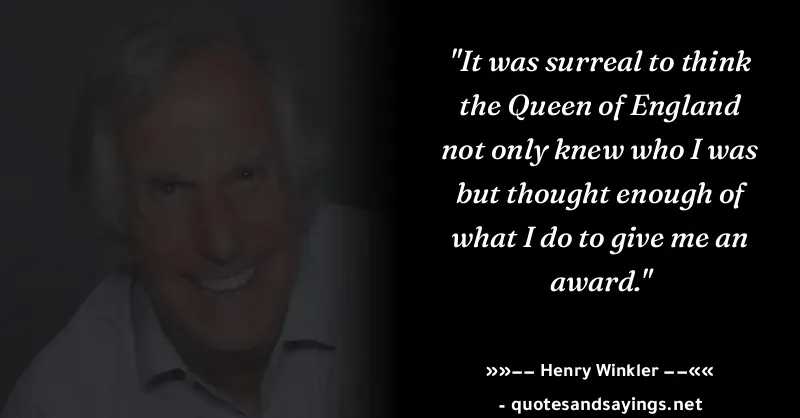 "It was surreal to think
the Queen of England
not only knew who I was
but thought enough of
what I do to give me an
award."
»»−− Henry Winkler −−««
- quotesandsayings.net